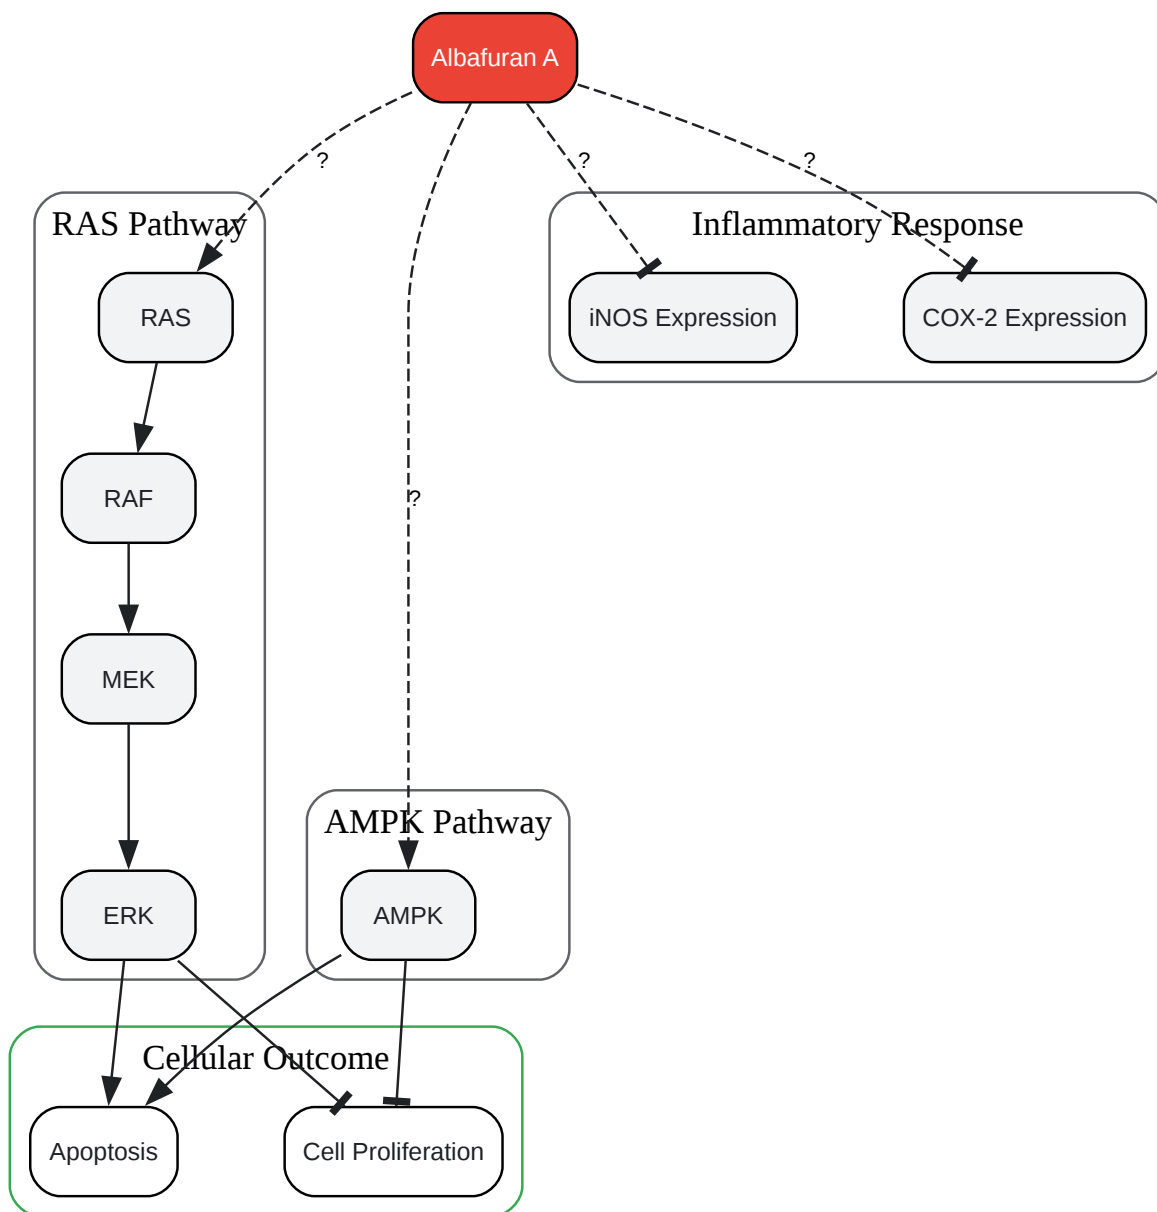 Albafuran A
?
?
?
RAS Pathway
Inflammatory Response
RAS
iNOS Expression
COX-2 Expression
RAF
?
MEK
AMPK Pathway
ERK
AMPK
Cellular Outcome
Apoptosis
Cell Proliferation